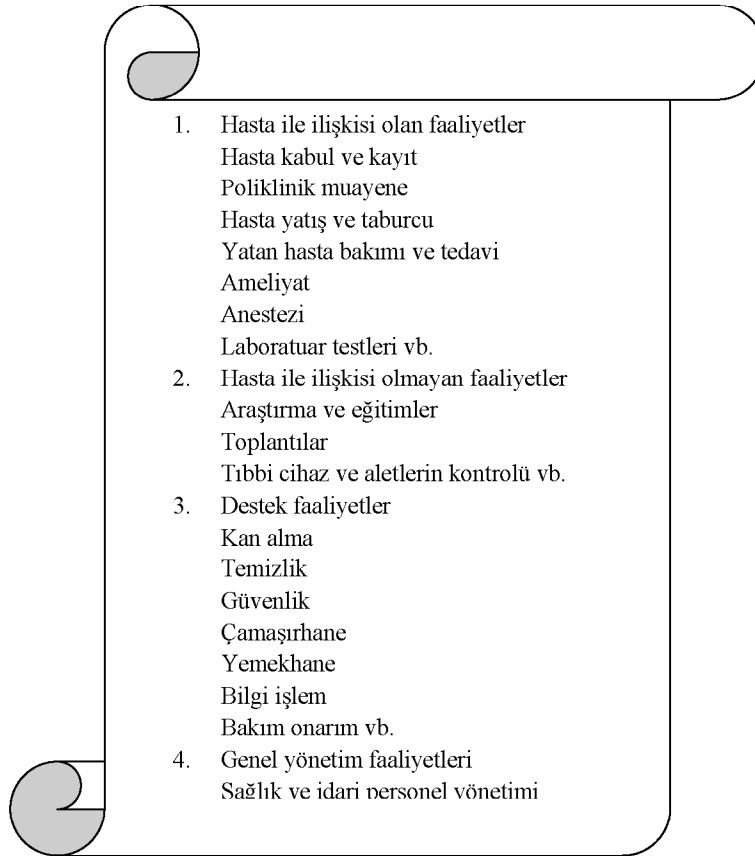 1. Hasta ile ilişkisi olan faaliyetler
Hasta kabul ve kayıt
Poliklinik muayene
Hasta yatış ve taburcu
Yatan hasta bakımı ve tedavi
Ameliyat
Anestezi
Laboratuar testleri vb.
2. Hasta ile ilişkisi olmayan faaliyetler
Araştırma ve eğitimler
Toplantılar
Tıbbi cihaz ve aletlerin kontrolü vb.
3. Destek faaliyetler
Kan alma
Temizlik
Güvenlik
Çamaşırhane
Yemekhane
Bilgi işlem
Bakım onarım vb.
4. Genel yönetim faaliyetleri
Sağlık ve idari personel yönetimi